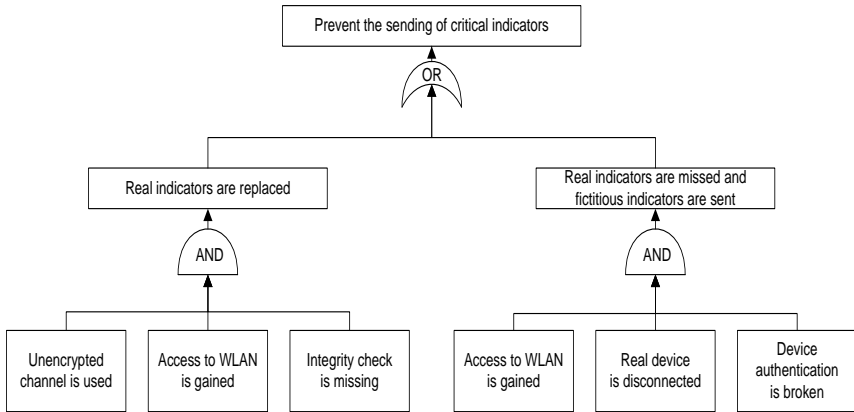 Prevent the sending of critical indicators
OR
Real indicators are replaced
Real indicators are missed and
fictitious indicators are sent
AND
AND
Unencrypted
channel is used
Access to WLAN
is gained
Integrity check
is missing
Access to WLAN
is gained
Real device
is disconnected
Device
authentication
is broken